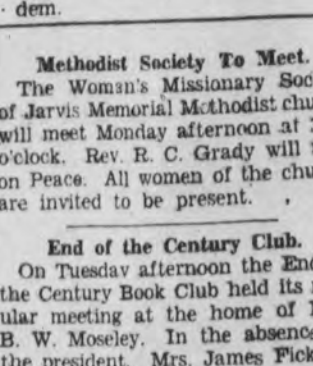 dem.
Methodist Society To Meet.
The Woman's Missionary Soc
of Jarvis Memorial Methodist chu
will meet Monday afternoon at
o'clock. Rev. R. C. Grady will
on Peace. All women of the chu
are invited to be present.
End of the Century Club.
On Tuesday afternoon the End
the Century Book Club held its
ular meeting at the home of
B. W. Moseley. In the absence
the president, Mrs. James Fick